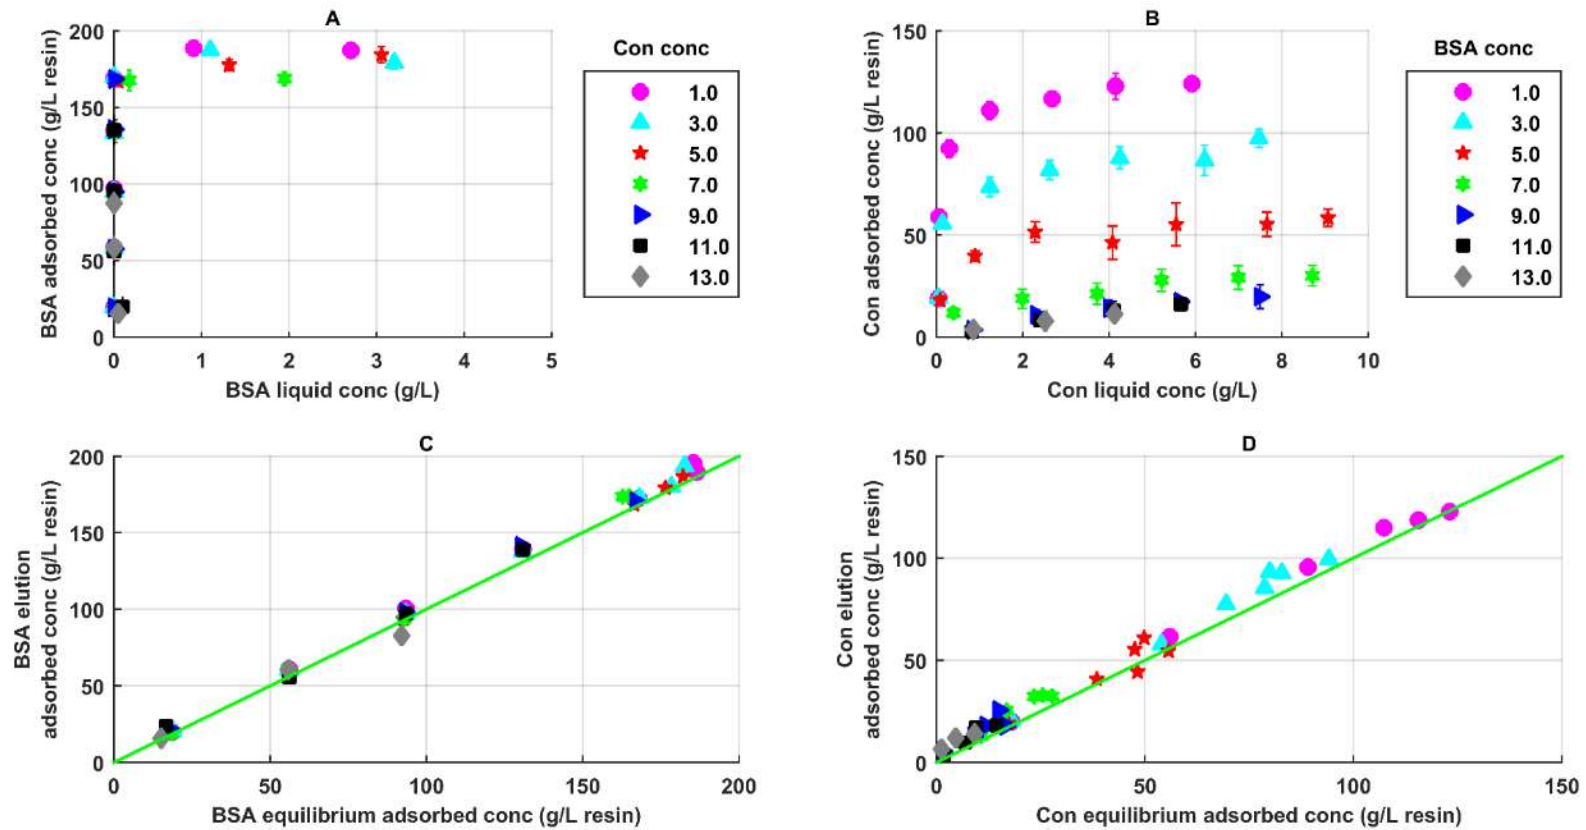 A
200
150
100
50
0
0 1 2 3 4 5
BSA adsorbed conc (g/L resin)
BSA liquid conc (g/L)
Con conc
1.0
3.0
5.0
7.0
9.0
11.0
13.0
B
150
100
50
0
0 2 4 6 8 10
Con adsorbed conc (g/L resin)
Con liquid conc (g/L)
BSA conc
1.0
3.0
5.0
7.0
9.0
11.0
13.0
C
200
150
100
50
0
0 50 100 150 200
BSA elution
adsorbed conc (g/L resin)
BSA equilibrium adsorbed conc (g/L resin)
D
150
100
50
0
0 50 100 150
Con elution
adsorbed conc (g/L resin)
Con equilibrium adsorbed conc (g/L resin)